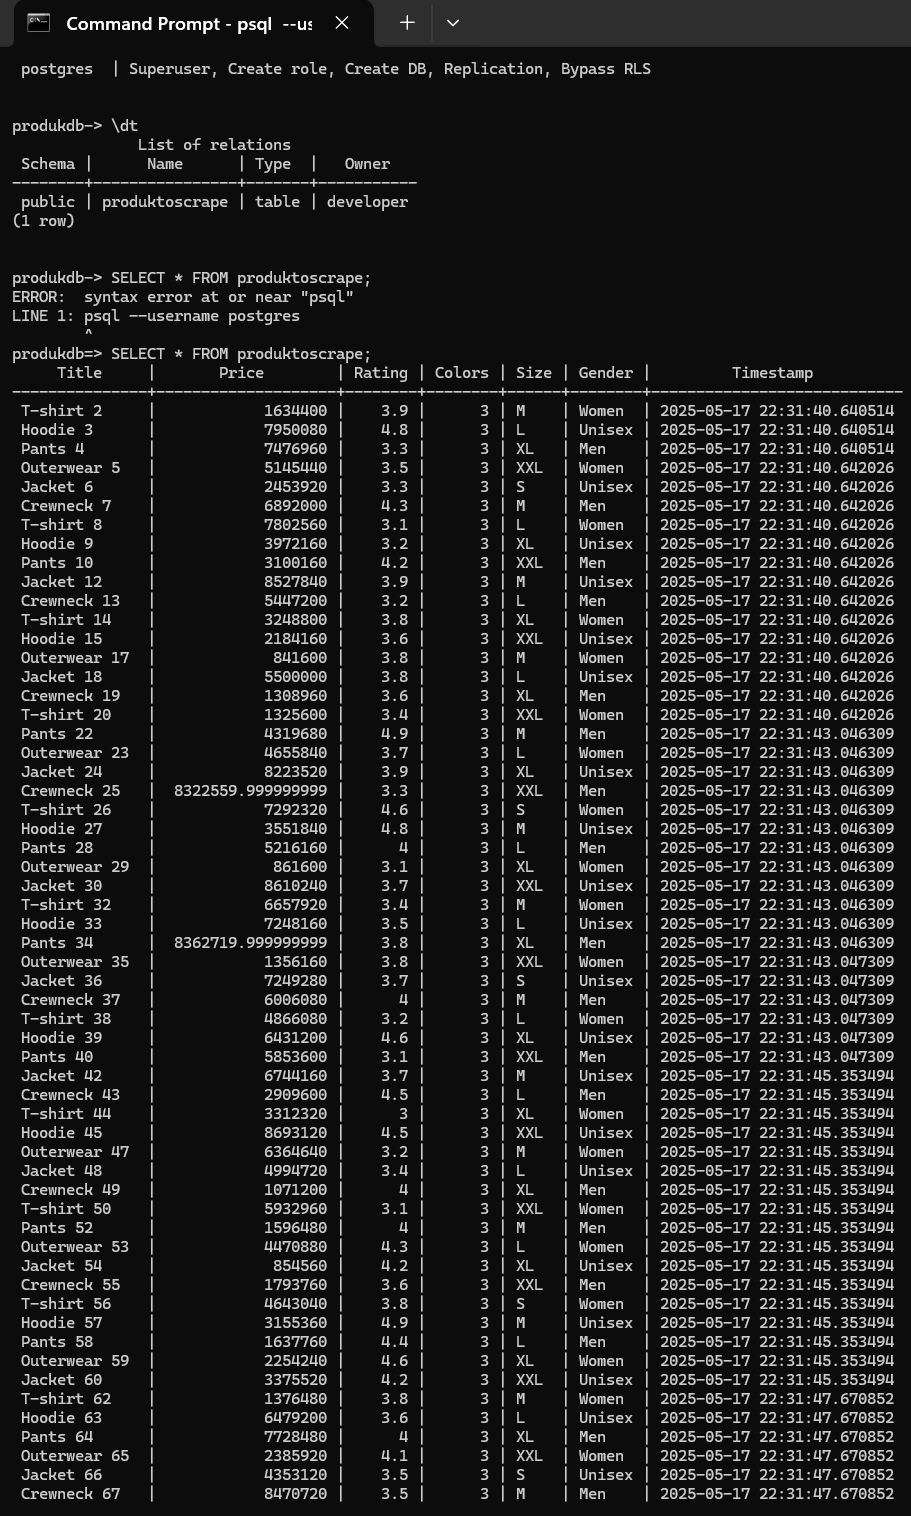 Command Prompt - psql --us
postgres | Superuser, Create role, Create DB, Replication, Bypass RLS
produkdb-> \dt
List of relations
Schema | Name | Type | Owner
--------+----------------+-------+-----------
public | produktoscrape | table | developer
(1 row)
produkdb-> SELECT * FROM produktoscrape;
ERROR:  syntax error at or near "psql"
LINE 1: psql --username postgres
^
produkdb=> SELECT * FROM produktoscrape;
Title | Price | Rating | Colors | Size | Gender | Timestamp
---------------+--------------------+--------+--------+------+--------+----------------------------
T-shirt 2 | 1634400 | 3.9 | 3 | M | Women | 2025-05-17 22:31:40.640514
Hoodie 3 | 7950080 | 4.8 | 3 | L | Unisex | 2025-05-17 22:31:40.640514
Pants 4 | 7476960 | 3.3 | 3 | XL | Men | 2025-05-17 22:31:40.640514
Outerwear 5 | 5145440 | 3.5 | 3 | XXL | Women | 2025-05-17 22:31:40.642026
Jacket 6 | 2453920 | 3.3 | 3 | S | Unisex | 2025-05-17 22:31:40.642026
Crewneck 7 | 6892000 | 4.3 | 3 | M | Men | 2025-05-17 22:31:40.642026
T-shirt 8 | 7802560 | 3.1 | 3 | L | Women | 2025-05-17 22:31:40.642026
Hoodie 9 | 3972160 | 3.2 | 3 | XL | Unisex | 2025-05-17 22:31:40.642026
Pants 10 | 3100160 | 4.2 | 3 | XXL | Men | 2025-05-17 22:31:40.642026
Jacket 12 | 8527840 | 3.9 | 3 | M | Unisex | 2025-05-17 22:31:40.642026
Crewneck 13 | 5447200 | 3.2 | 3 | L | Men | 2025-05-17 22:31:40.642026
T-shirt 14 | 3248800 | 3.8 | 3 | XL | Women | 2025-05-17 22:31:40.642026
Hoodie 15 | 2184160 | 3.6 | 3 | XXL | Unisex | 2025-05-17 22:31:40.642026
Outerwear 17 | 841600 | 3.8 | 3 | M | Women | 2025-05-17 22:31:40.642026
Jacket 18 | 5500000 | 3.8 | 3 | L | Unisex | 2025-05-17 22:31:40.642026
Crewneck 19 | 1308960 | 3.6 | 3 | XL | Men | 2025-05-17 22:31:40.642026
T-shirt 20 | 1325600 | 3.4 | 3 | XXL | Women | 2025-05-17 22:31:40.642026
Pants 22 | 4319680 | 4.9 | 3 | M | Men | 2025-05-17 22:31:43.046309
Outerwear 23 | 4655840 | 3.7 | 3 | L | Women | 2025-05-17 22:31:43.046309
Jacket 24 | 8223520 | 3.9 | 3 | XL | Unisex | 2025-05-17 22:31:43.046309
Crewneck 25 | 8322559.999999999 | 3.3 | 3 | XXL | Men | 2025-05-17 22:31:43.046309
T-shirt 26 | 7292320 | 4.6 | 3 | S | Women | 2025-05-17 22:31:43.046309
Hoodie 27 | 3551840 | 4.8 | 3 | M | Unisex | 2025-05-17 22:31:43.046309
Pants 28 | 5216160 | 4 | 3 | L | Men | 2025-05-17 22:31:43.046309
Outerwear 29 | 861600 | 3.1 | 3 | XL | Women | 2025-05-17 22:31:43.046309
Jacket 30 | 8610240 | 3.7 | 3 | XXL | Unisex | 2025-05-17 22:31:43.046309
T-shirt 32 | 6657920 | 3.4 | 3 | M | Women | 2025-05-17 22:31:43.046309
Hoodie 33 | 7248160 | 3.5 | 3 | L | Unisex | 2025-05-17 22:31:43.046309
Pants 34 | 8362719.999999999 | 3.8 | 3 | XL | Men | 2025-05-17 22:31:43.046309
Outerwear 35 | 1356160 | 3.8 | 3 | XXL | Women | 2025-05-17 22:31:43.047309
Jacket 36 | 7249280 | 3.7 | 3 | S | Unisex | 2025-05-17 22:31:43.047309
Crewneck 37 | 6006080 | 4 | 3 | M | Men | 2025-05-17 22:31:43.047309
T-shirt 38 | 4866080 | 3.2 | 3 | L | Women | 2025-05-17 22:31:43.047309
Hoodie 39 | 6431200 | 4.6 | 3 | XL | Unisex | 2025-05-17 22:31:43.047309
Pants 40 | 5853600 | 3.1 | 3 | XXL | Men | 2025-05-17 22:31:43.047309
Jacket 42 | 6744160 | 3.7 | 3 | M | Unisex | 2025-05-17 22:31:45.353494
Crewneck 43 | 2909600 | 4.5 | 3 | L | Men | 2025-05-17 22:31:45.353494
T-shirt 44 | 3312320 | 3 | 3 | XL | Women | 2025-05-17 22:31:45.353494
Hoodie 45 | 8693120 | 4.5 | 3 | XXL | Unisex | 2025-05-17 22:31:45.353494
Outerwear 47 | 6364640 | 3.2 | 3 | M | Women | 2025-05-17 22:31:45.353494
Jacket 48 | 4994720 | 3.4 | 3 | L | Unisex | 2025-05-17 22:31:45.353494
Crewneck 49 | 1071200 | 4 | 3 | XL | Men | 2025-05-17 22:31:45.353494
T-shirt 50 | 5932960 | 3.1 | 3 | XXL | Women | 2025-05-17 22:31:45.353494
Pants 52 | 1596480 | 4 | 3 | M | Men | 2025-05-17 22:31:45.353494
Outerwear 53 | 4470880 | 4.3 | 3 | L | Women | 2025-05-17 22:31:45.353494
Jacket 54 | 854560 | 4.2 | 3 | XL | Unisex | 2025-05-17 22:31:45.353494
Crewneck 55 | 1793760 | 3.6 | 3 | XXL | Men | 2025-05-17 22:31:45.353494
T-shirt 56 | 4643040 | 3.8 | 3 | S | Women | 2025-05-17 22:31:45.353494
Hoodie 57 | 3155360 | 4.9 | 3 | M | Unisex | 2025-05-17 22:31:45.353494
Pants 58 | 1637760 | 4.4 | 3 | L | Men | 2025-05-17 22:31:45.353494
Outerwear 59 | 2254240 | 4.6 | 3 | XL | Women | 2025-05-17 22:31:45.353494
Jacket 60 | 3375520 | 4.2 | 3 | XXL | Unisex | 2025-05-17 22:31:45.353494
T-shirt 62 | 1376480 | 3.8 | 3 | M | Women | 2025-05-17 22:31:47.670852
Hoodie 63 | 6479200 | 3.6 | 3 | L | Unisex | 2025-05-17 22:31:47.670852
Pants 64 | 7728480 | 4 | 3 | XL | Men | 2025-05-17 22:31:47.670852
Outerwear 65 | 2385920 | 4.1 | 3 | XXL | Women | 2025-05-17 22:31:47.670852
Jacket 66 | 4353120 | 3.5 | 3 | S | Unisex | 2025-05-17 22:31:47.670852
Crewneck 67 | 8470720 | 3.5 | 3 | M | Men | 2025-05-17 22:31:47.670852